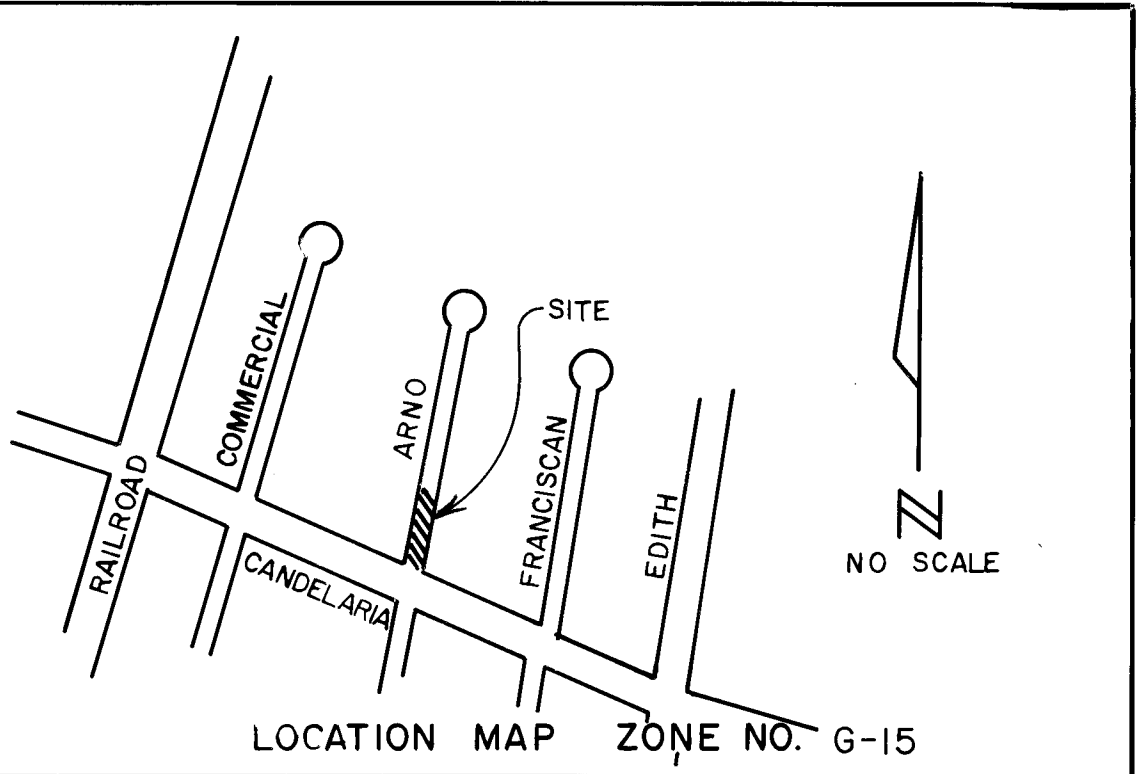 SITE
COMMERCIAL
ARNO
FRANCISCAN
EDITH
RAILROAD
CANDELARIA
N
NO SCALE
LOCATION MAP ZONE NO. G-15